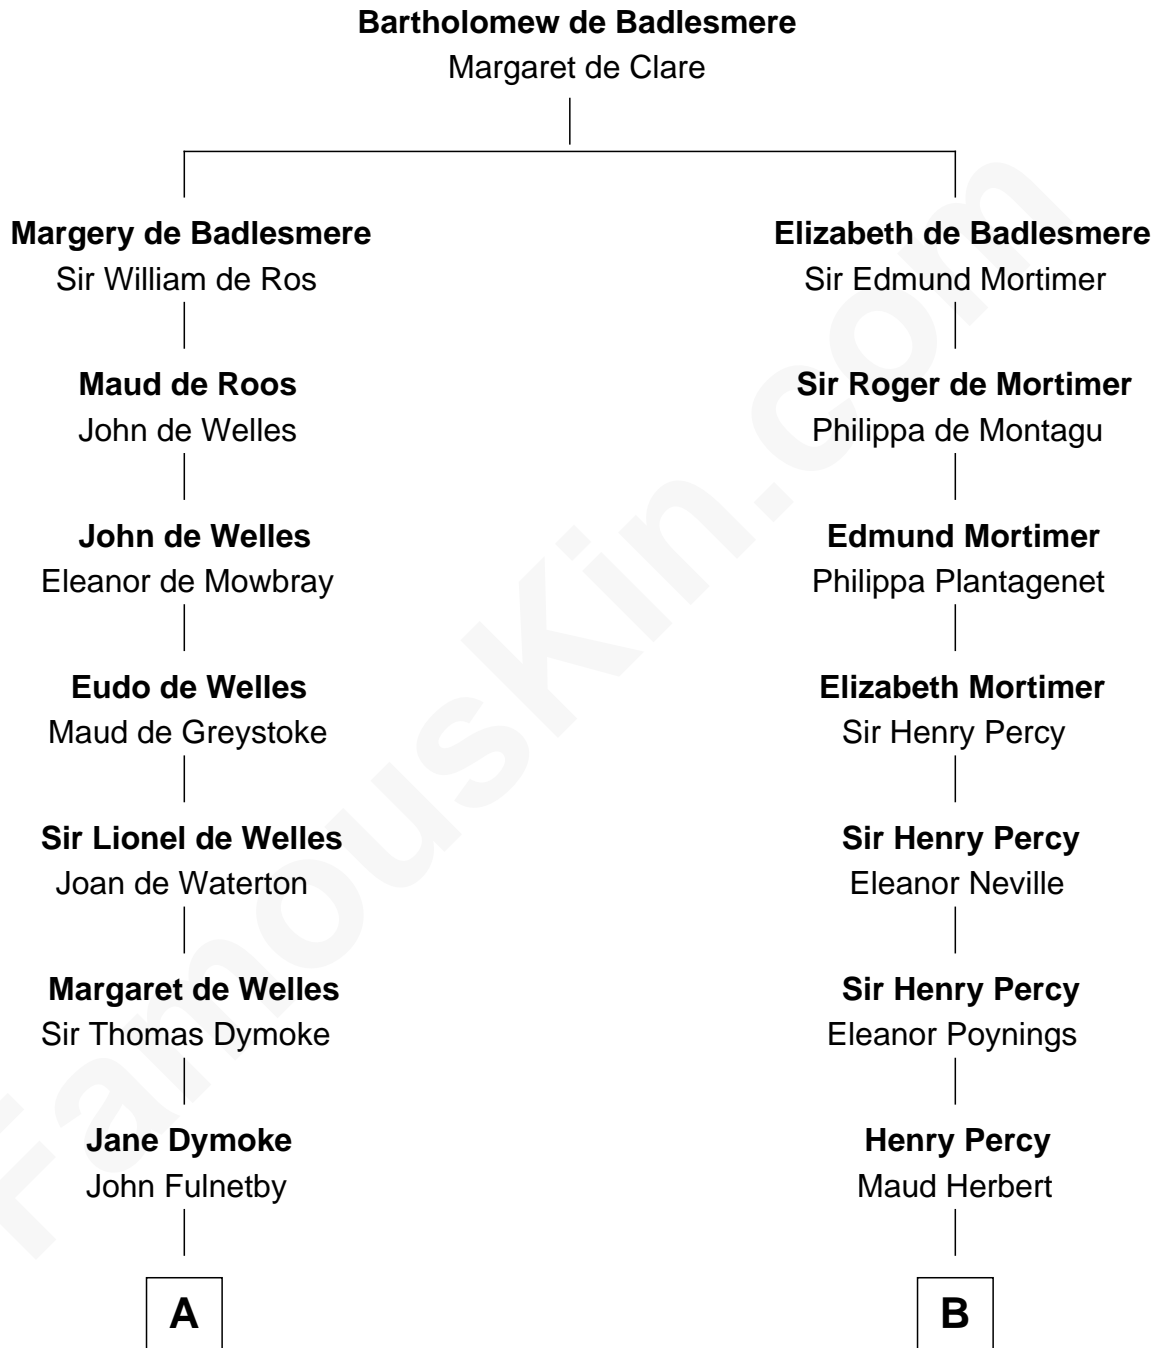 Bartholomew de Badlesmere
Margaret de Clare
Margery de Badlesmere
Sir William de Ros
Elizabeth de Badlesmere
Sir Edmund Mortimer
Maud de Roos
John de Welles
Sir Roger de Mortimer
Philippa de Montagu
John de Welles
Eleanor de Mowbray
Edmund Mortimer
Philippa Plantagenet
Eudo de Welles
Maud de Greystoke
Elizabeth Mortimer
Sir Henry Percy
Sir Lionel de Welles
Joan de Waterton
Sir Henry Percy
Eleanor Neville
Margaret de Welles
Sir Thomas Dymoke
Sir Henry Percy
Eleanor Poynings
Jane Dymoke
John Fulnetby
Henry Percy
Maud Herbert
A
B
FamousKin.com